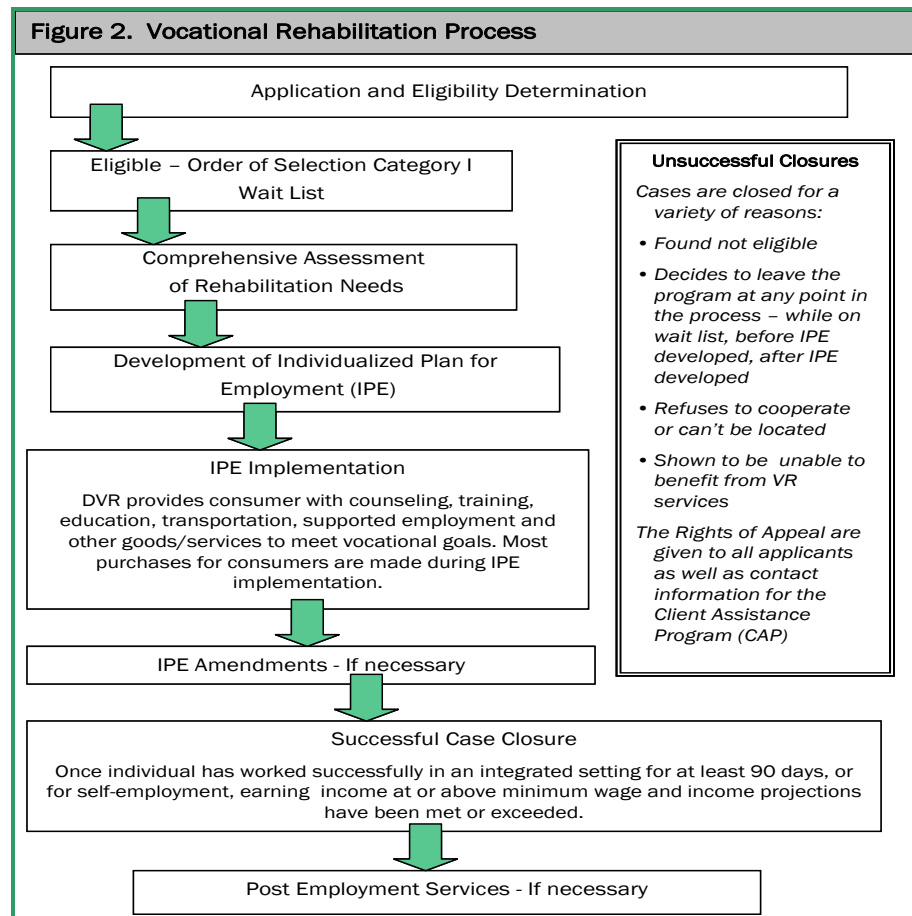 Figure 2. Vocational Rehabilitation Process
Application and Eligibility Determination
Eligible – Order of Selection Category I
Wait List
Comprehensive Assessment
of Rehabilitation Needs
Development of Individualized Plan for
Employment (IPE)
IPE Implementation
DVR provides consumer with counseling, training,
education, transportation, supported employment and
other goods/services to meet vocational goals. Most
purchases for consumers are made during IPE
implementation.
IPE Amendments - If necessary
Successful Case Closure
Once individual has worked successfully in an integrated setting for at least 90 days, or
for self-employment, earning income at or above minimum wage and income projections
have been met or exceeded.
Post Employment Services - If necessary
Unsuccessful Closures
Cases are closed for a
variety of reasons:
• Found not eligible
• Decides to leave the
program at any point in
the process – while on
wait list, before IPE
developed, after IPE
developed
• Refuses to cooperate
or can't be located
• Shown to be unable to
benefit from VR
services
The Rights of Appeal are
given to all applicants
as well as contact
information for the
Client Assistance
Program (CAP)